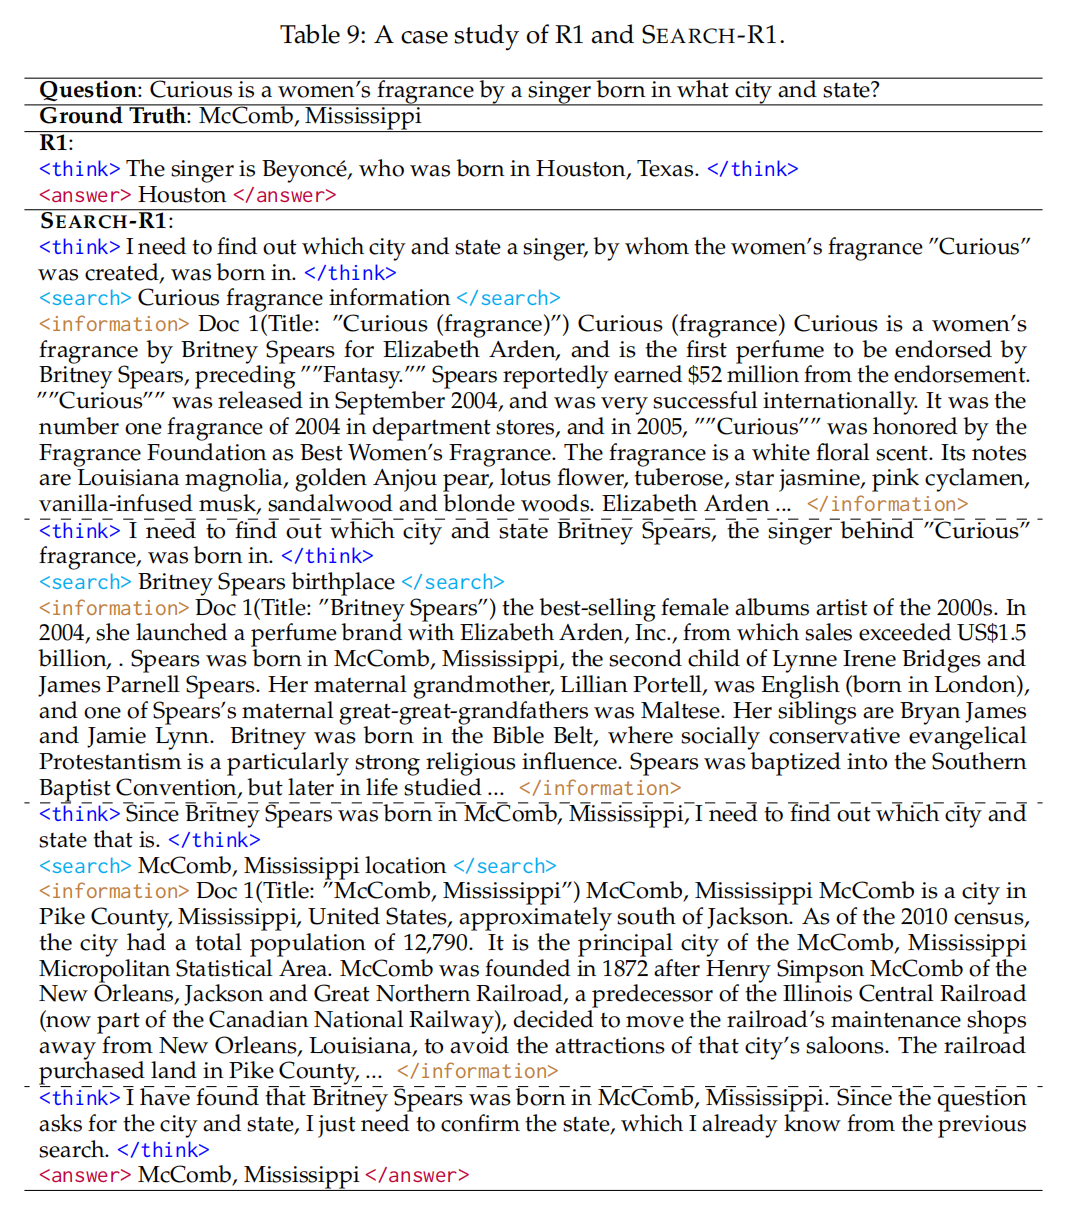 Table 9: A case study of R1 and SEARCH-R1.
Question: Curious is a women's fragrance by a singer born in what city and state?
Ground Truth: McComb, Mississippi
R1:
<think> The singer is Beyoncé, who was born in Houston, Texas. </think>
<answer> Houston </answer>
SEARCH-R1:
<think> I need to find out which city and state a singer, by whom the women's fragrance ”Curious”
was created, was born in. </think>
<search> Curious fragrance information </search>
<information> Doc 1(Title: ”Curious (fragrance)”) Curious (fragrance) Curious is a women's
fragrance by Britney Spears for Elizabeth Arden, and is the first perfume to be endorsed by
Britney Spears, preceding ””Fantasy.”” Spears reportedly earned $52 million from the endorsement.
””Curious”” was released in September 2004, and was very successful internationally. It was the
number one fragrance of 2004 in department stores, and in 2005, ””Curious”” was honored by the
Fragrance Foundation as Best Women's Fragrance. The fragrance is a white floral scent. Its notes
are Louisiana magnolia, golden Anjou pear, lotus flower, tuberose, star jasmine, pink cyclamen,
vanilla-infused musk, sandalwood and blonde woods. Elizabeth Arden ... </information>
<think> I need to find out which city and state Britney Spears, the singer behind ”Curious”
fragrance, was born in. </think>
<search> Britney Spears birthplace </search>
<information> Doc 1(Title: ”Britney Spears”) the best-selling female albums artist of the 2000s. In
2004, she launched a perfume brand with Elizabeth Arden, Inc., from which sales exceeded US$1.5
billion, . Spears was born in McComb, Mississippi, the second child of Lynne Irene Bridges and
James Parnell Spears. Her maternal grandmother, Lillian Portell, was English (born in London),
and one of Spears's maternal great-great-grandfathers was Maltese. Her siblings are Bryan James
and Jamie Lynn. Britney was born in the Bible Belt, where socially conservative evangelical
Protestantism is a particularly strong religious influence. Spears was baptized into the Southern
Baptist Convention, but later in life studied ... </information>
<think> Since Britney Spears was born in McComb, Mississippi, I need to find out which city and
state that is. </think>
<search> McComb, Mississippi location </search>
<information> Doc 1(Title: ”McComb, Mississippi”) McComb, Mississippi McComb is a city in
Pike County, Mississippi, United States, approximately south of Jackson. As of the 2010 census,
the city had a total population of 12,790. It is the principal city of the McComb, Mississippi
Micropolitan Statistical Area. McComb was founded in 1872 after Henry Simpson McComb of the
New Orleans, Jackson and Great Northern Railroad, a predecessor of the Illinois Central Railroad
(now part of the Canadian National Railway), decided to move the railroad's maintenance shops
away from New Orleans, Louisiana, to avoid the attractions of that city's saloons. The railroad
purchased land in Pike County, ... </information>
<think> I have found that Britney Spears was born in McComb, Mississippi. Since the question
asks for the city and state, I just need to confirm the state, which I already know from the previous
search. </think>
<answer> McComb, Mississippi </answer>